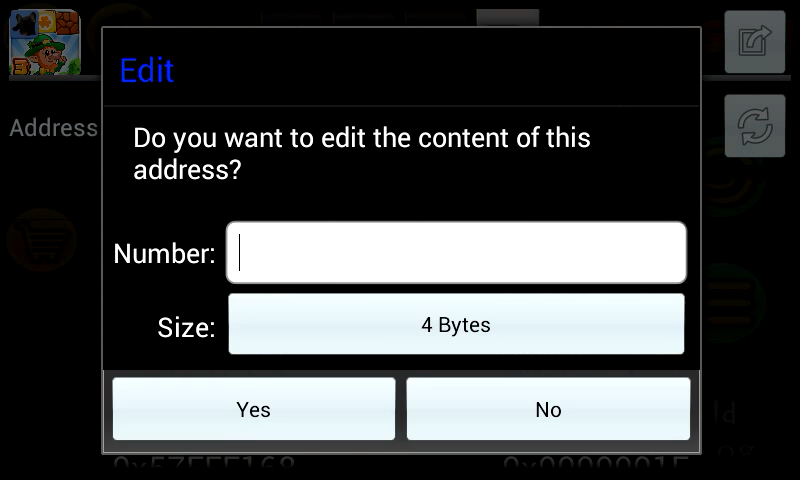 Edit
Address
Do you want to edit the content of this
address?
Number:
Size:
4 Bytes
Yes
No